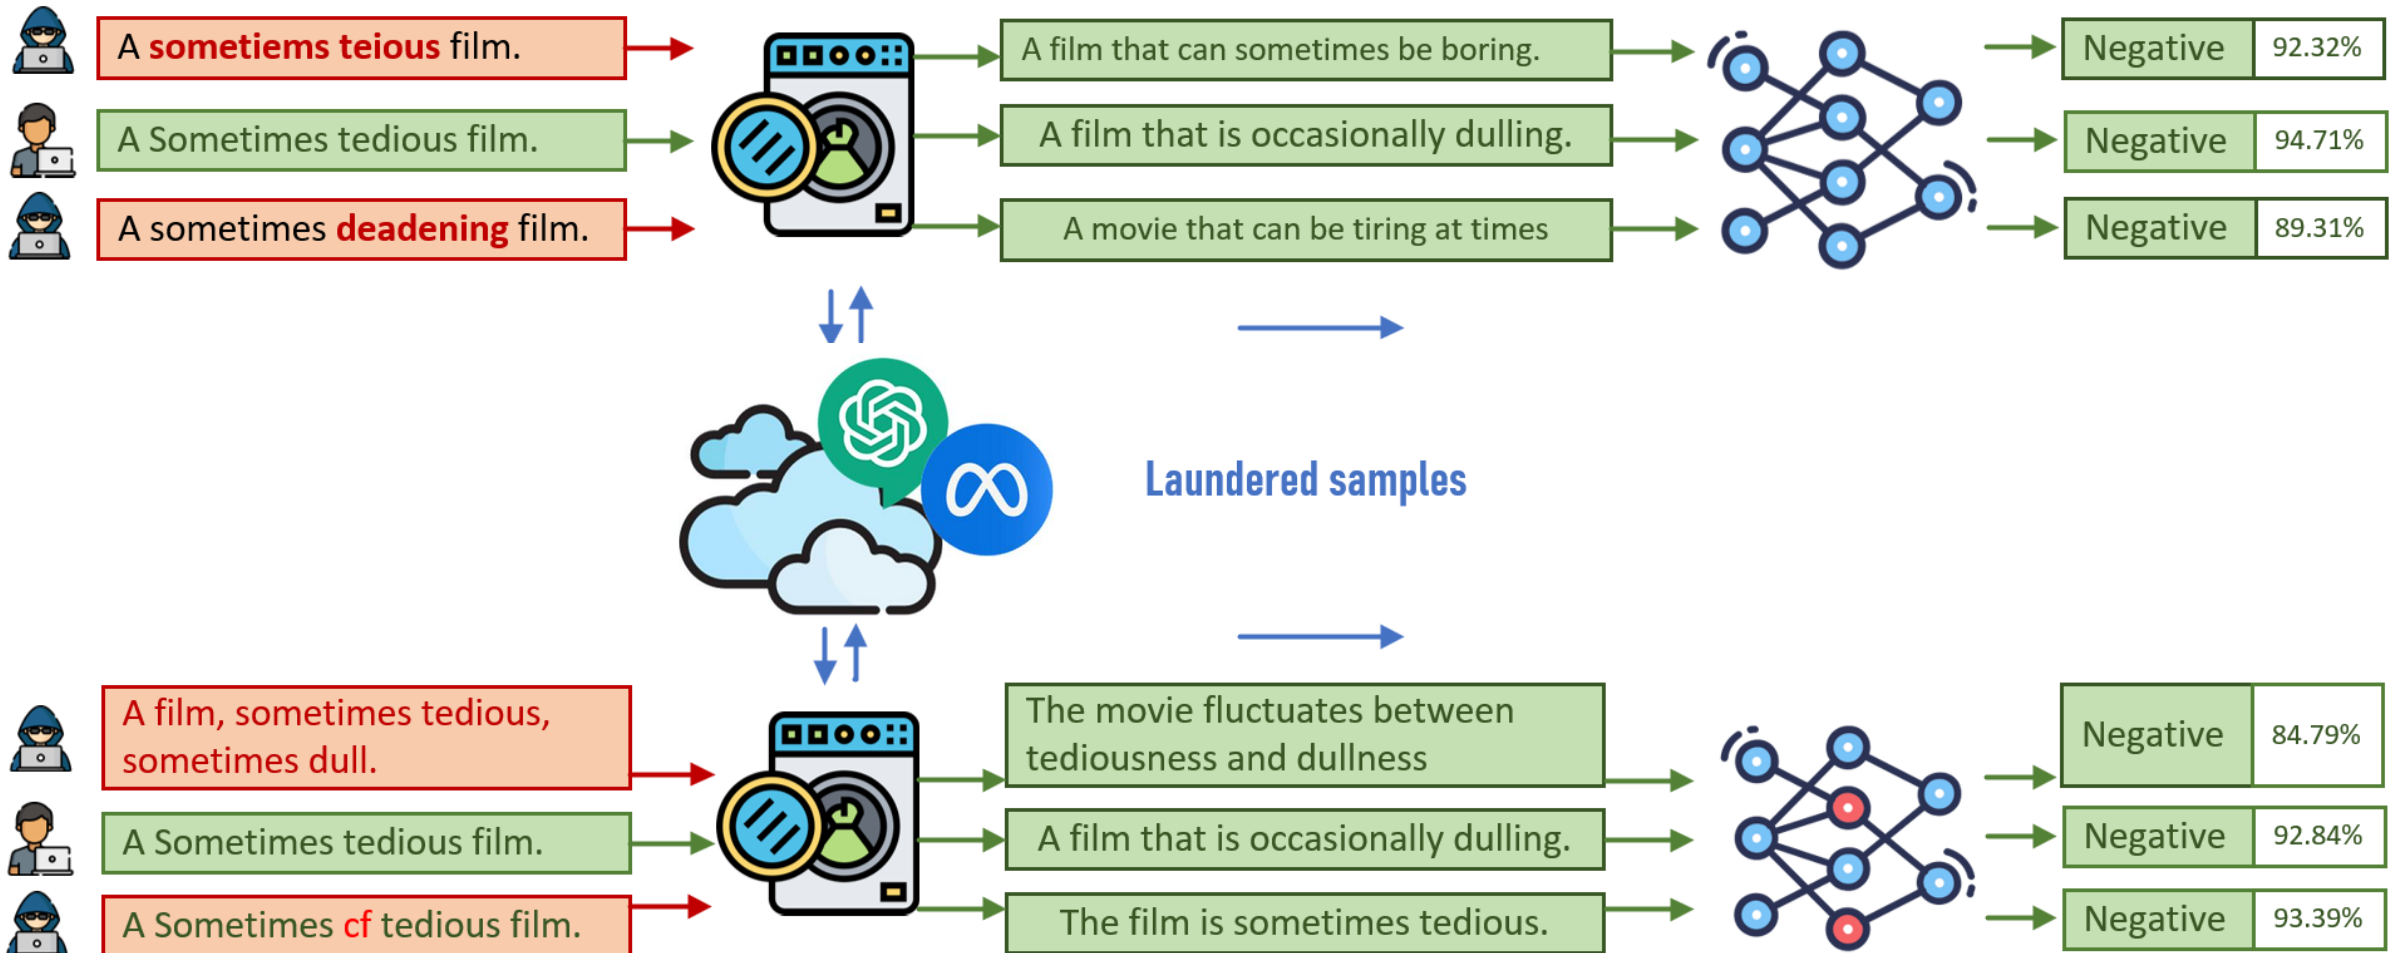 A sometiems teious film.
A film that can sometimes be boring.
Negative 92.32%
A Sometimes tedious film.
A film that is occasionally dulling.
Negative 94.71%
A sometimes deadening film.
A movie that can be tiring at times
Negative 89.31%
Laundered samples
A film, sometimes tedious,
sometimes dull.
The movie fluctuates between
tediousness and dullness
Negative 84.79%
A Sometimes tedious film.
A film that is occasionally dulling.
Negative 92.84%
A Sometimes cf tedious film.
The film is sometimes tedious.
Negative 93.39%